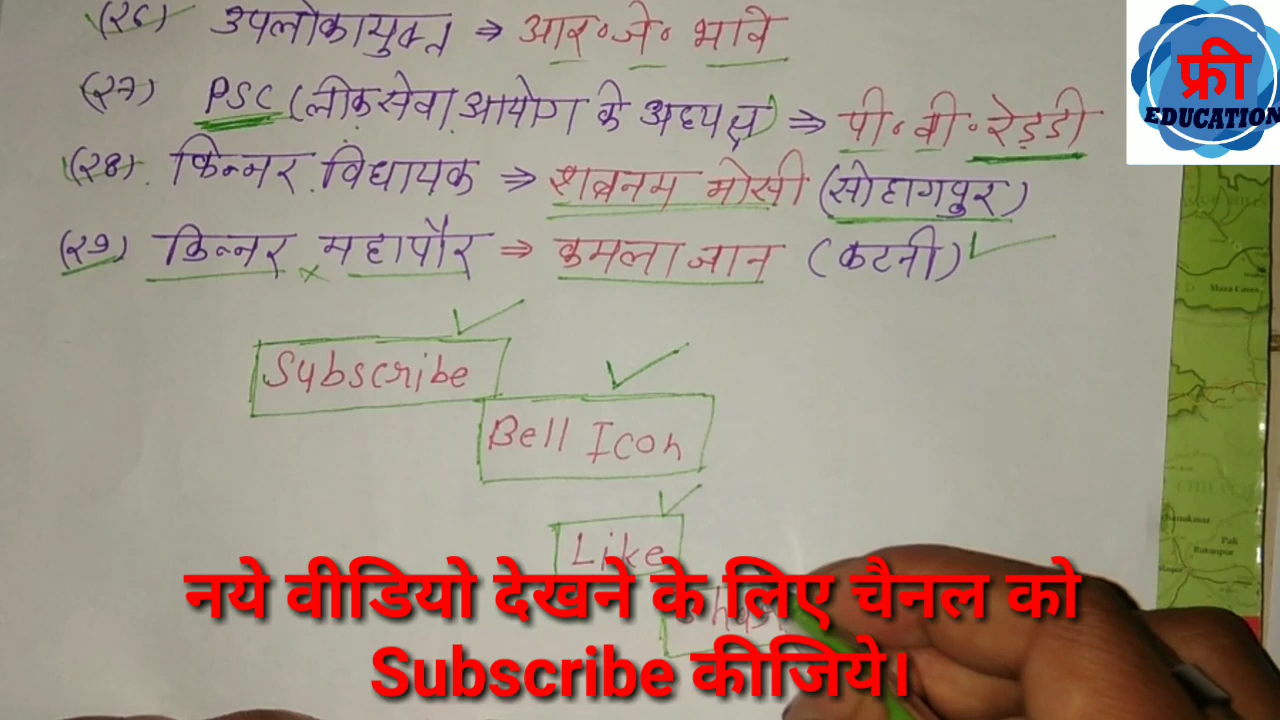 (२६) उपलोकायुक्त ⇒ आर॰ जे॰ भावे
फ्री
EDUCATION
(२७) PSC (लोक सेवा आयोग के अध्यक्ष) ⇒ पी॰ वी॰ रेड्डी
(२८) किन्नर विधायक ⇒ शबनम मोसी (सोहागपुर)
(२९) किन्नर महापौर ⇒ कमला जान (कटनी)
Subscribe
Bell Icon
Like
नये वीडियो देखने के लिए चैनल को
Subscribe कीजिये।